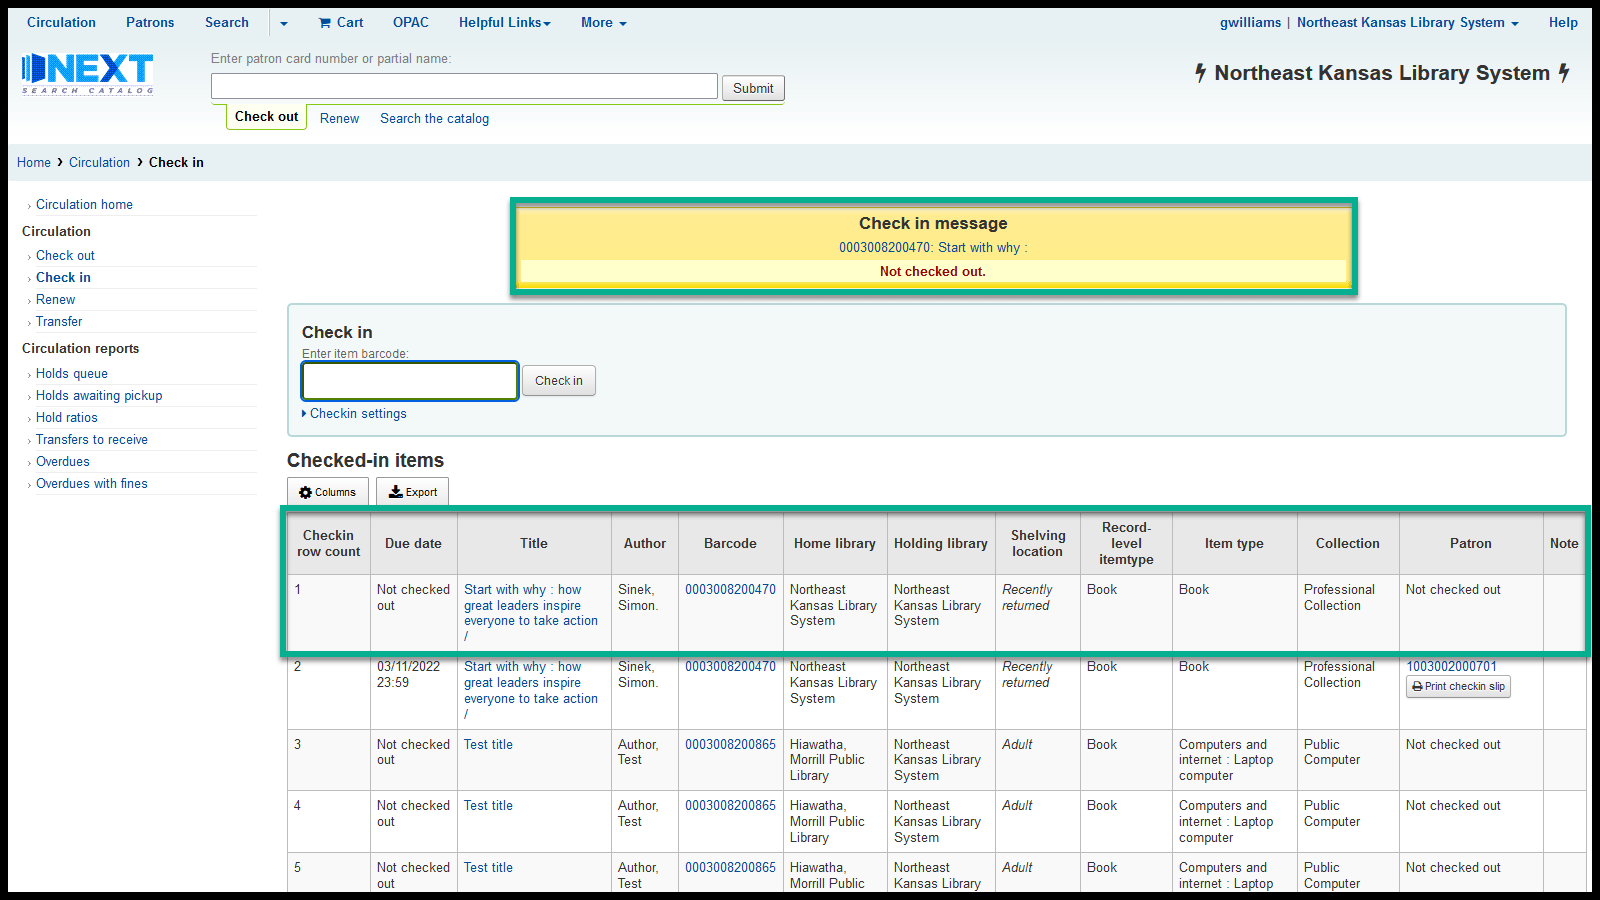 Circulation Patrons Search Cart OPAC Helpful Links More gwilliams | Northeast Kansas Library System Help
NEXT
SEARCH CATALOG
Enter patron card number or partial name:
Submit
Northeast Kansas Library System
Check out Renew Search the catalog
Home › Circulation › Check in
Circulation home
Circulation
Check out
Check in
Renew
Transfer
Circulation reports
Holds queue
Holds awaiting pickup
Hold ratios
Transfers to receive
Overdues
Overdues with fines
Check in message
0003008200470: Start with why :
Not checked out.
Check in
Enter item barcode:
Check in
Checkin settings
Checked-in items
Columns Export
Checkin row count
Due date
Title
Author
Barcode
Home library
Holding library
Shelving location
Record-level itemtype
Item type
Collection
Patron
Note
1
Not checked out
Start with why : how great leaders inspire everyone to take action /
Sinek, Simon.
0003008200470
Northeast Kansas Library System
Northeast Kansas Library System
Recently returned
Book
Book
Professional Collection
Not checked out
2
03/11/2022 23:59
Start with why : how great leaders inspire everyone to take action /
Sinek, Simon.
0003008200470
Northeast Kansas Library System
Northeast Kansas Library System
Recently returned
Book
Book
Professional Collection
1003002000701
Print checkin slip
3
Not checked out
Test title
Author, Test
0003008200865
Hiawatha, Morrill Public Library
Northeast Kansas Library System
Adult
Book
Computers and internet : Laptop computer
Public Computer
Not checked out
4
Not checked out
Test title
Author, Test
0003008200865
Hiawatha, Morrill Public Library
Northeast Kansas Library System
Adult
Book
Computers and internet : Laptop computer
Public Computer
Not checked out
5
Not checked out
Test title
Author, Test
0003008200865
Hiawatha, Morrill Public
Northeast Kansas Library
Adult
Book
Computers and internet : Laptop
Public Computer
Not checked out